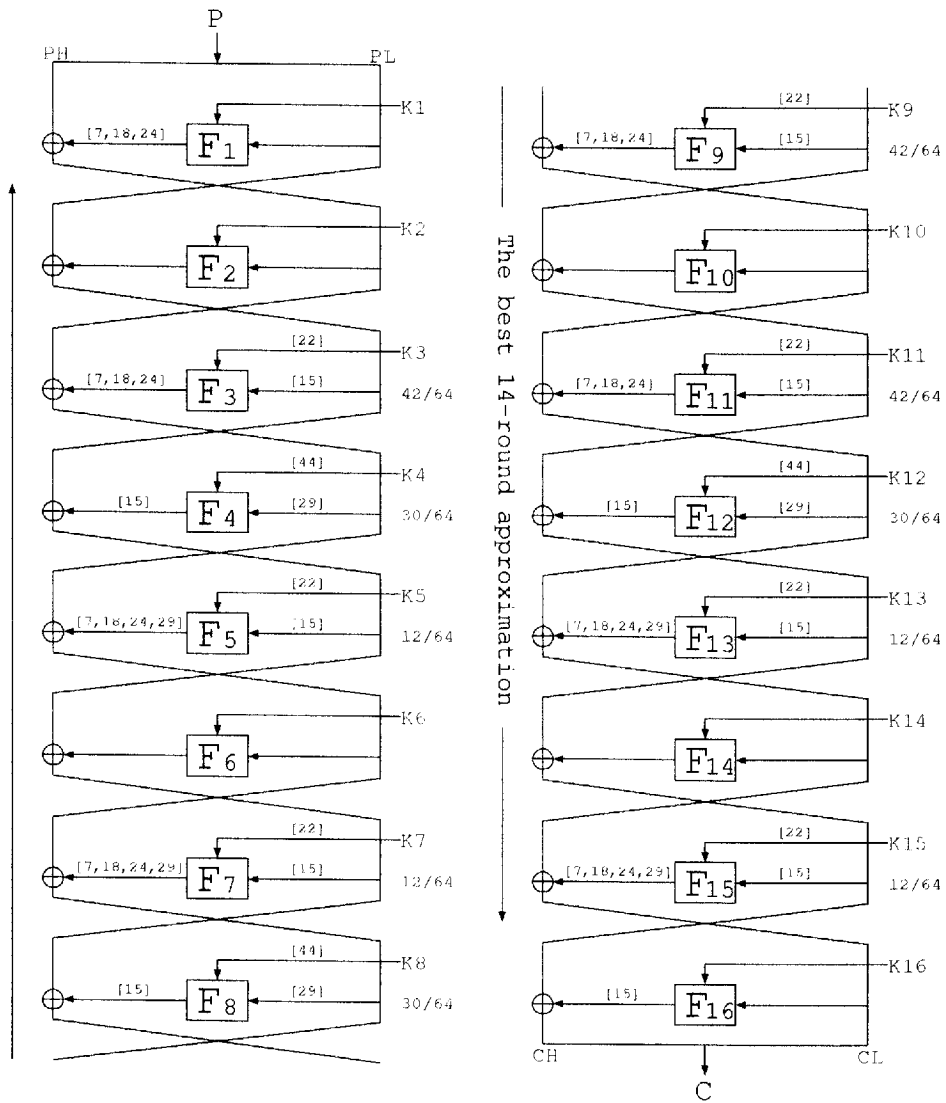 P
PH PL
K1
[7,18,24] F1
K2
F2
[22] K3
[7,18,24] F3 [15] 42/64
[44] K4
[15] F4 [29] 30/64
[22] K5
[7,18,24,29] F5 [15] 12/64
K6
F6
[22] K7
[7,18,24,29] F7 [15] 12/64
[44] K8
[15] F8 [29] 30/64
The best 14-round approximation
[22] K9
[7,18,24] F9 [15] 42/64
K10
F10
[22] K11
[7,18,24] F11 [15] 42/64
[44] K12
[15] F12 [29] 30/64
[22] K13
[7,18,24,29] F13 [15] 12/64
K14
F14
[22] K15
[7,18,24,29] F15 [15] 12/64
K16
[15] F16
CH CL
C